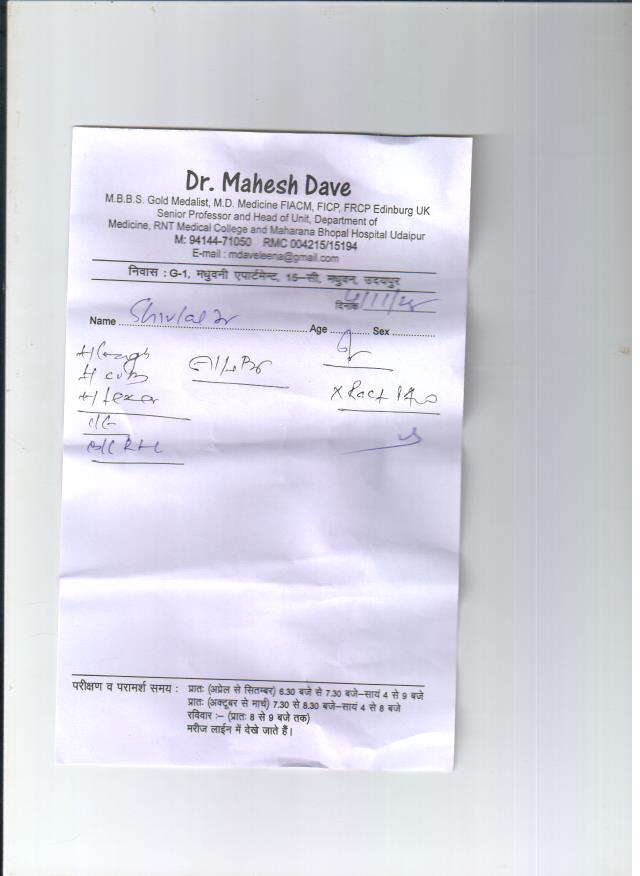 Dr. Mahesh Dave
M.B.B.S. Gold Medalist, M.D. Medicine FIACM, FICP, FRCP Edinburg UK
Senior Professor and Head of Unit, Department of
Medicine, RNT Medical College and Maharana Bhopal Hospital Udaipur
M: 94144-71050 RMC 004215/15194
E-mail : mdaveleena@gmail.com
निवास : G-1, मधुवनी एपार्टमेन्ट, 15-सी, मधुवन, उदयपुर
दिनांक
Name Shivlal Age Sex
परीक्षण व परामर्श समय : प्रातः (अप्रेल से सितम्बर) 6.30 बजे से 7.30 बजे-सायं 4 से 9 बजे
प्रातः (अक्टूबर से मार्च) 7.30 से 8.30 बजे-सायं 4 से 8 बजे
रविवार :- (प्रातः 8 से 9 बजे तक)
मरीज लाईन में देखे जाते हैं।